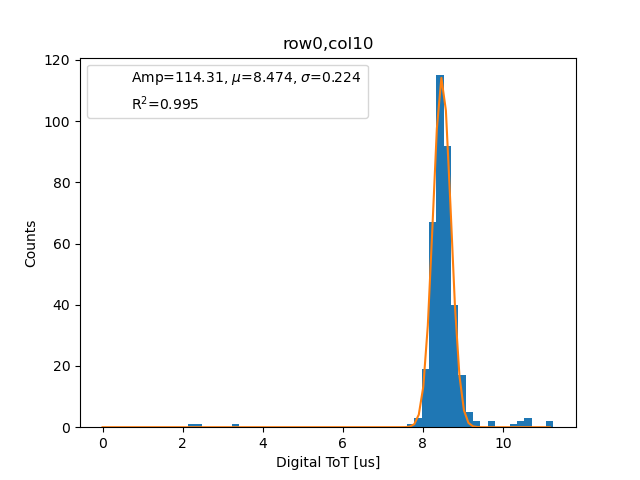 row0,col10
Amp=114.31, μ=8.474, σ=0.224
R²=0.995
120
100
80
60
40
20
0
Counts
0 2 4 6 8 10
Digital ToT [us]